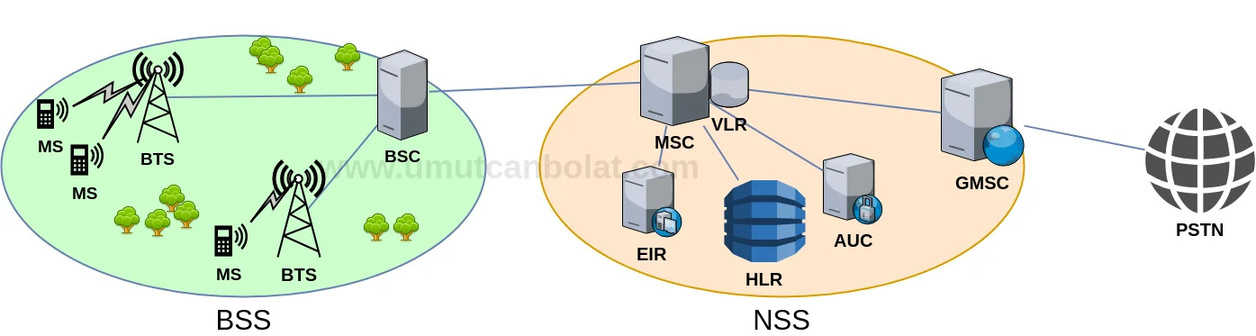 MS
BTS
MS
BSC
MS
BTS
BSS
www.umutcanbolat.com
MSC
VLR
EIR
HLR
AUC
GMSC
NSS
PSTN